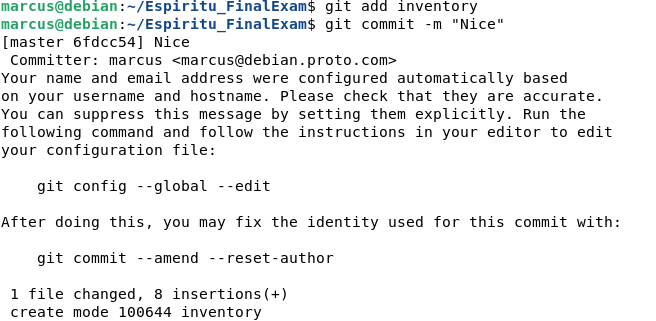 marcus@debian:~/Espiritu_FinalExam$ git add inventory
marcus@debian:~/Espiritu_FinalExam$ git commit -m "Nice"
[master 6fdcc54] Nice
 Committer: marcus <marcus@debian.proto.com>
Your name and email address were configured automatically based
on your username and hostname. Please check that they are accurate.
You can suppress this message by setting them explicitly. Run the
following command and follow the instructions in your editor to edit
your configuration file:

    git config --global --edit

After doing this, you may fix the identity used for this commit with:

    git commit --amend --reset-author

 1 file changed, 8 insertions(+)
 create mode 100644 inventory